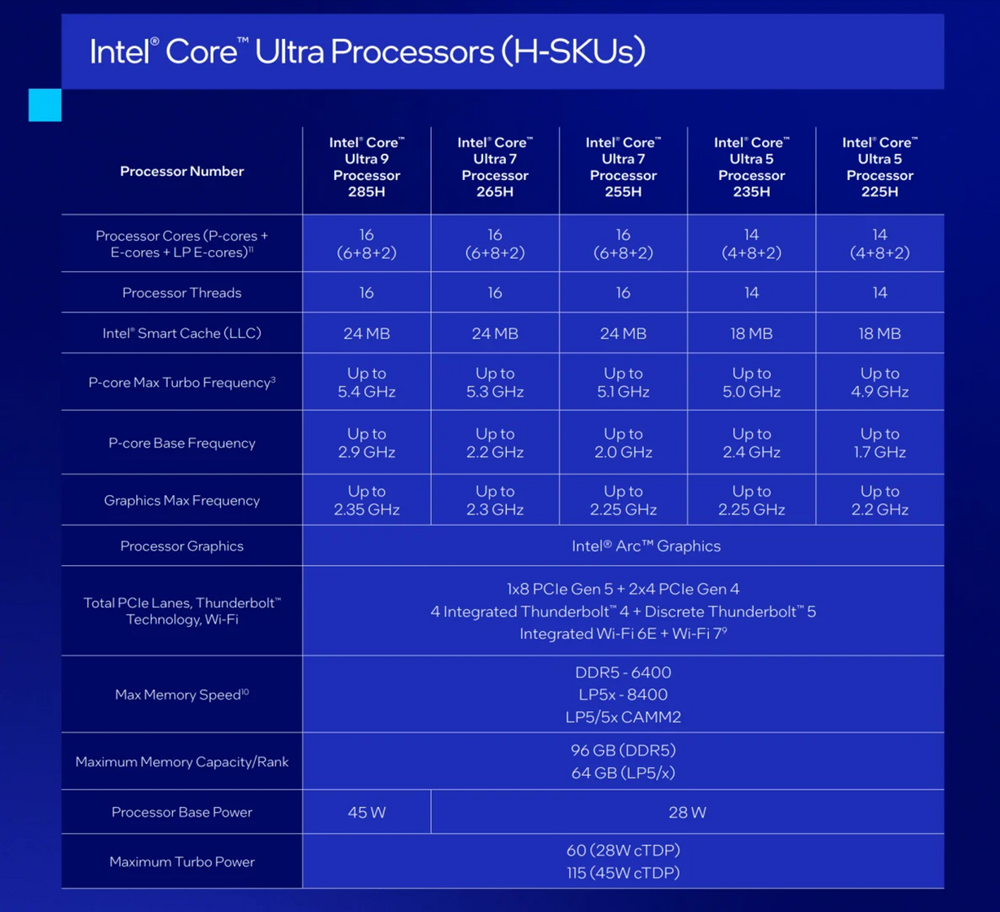 Intel® Core™ Ultra Processors (H-SKUs)
Processor Number
Intel® Core™
Ultra 9
Processor
285H
Intel® Core™
Ultra 7
Processor
265H
Intel® Core™
Ultra 7
Processor
255H
Intel® Core™
Ultra 5
Processor
235H
Intel® Core™
Ultra 5
Processor
225H
Processor Cores (P-cores +
E-cores + LP E-cores)¹¹
16
(6+8+2)
16
(6+8+2)
16
(6+8+2)
14
(4+8+2)
14
(4+8+2)
Processor Threads
16
16
16
14
14
Intel® Smart Cache (LLC)
24 MB
24 MB
24 MB
18 MB
18 MB
P-core Max Turbo Frequency³
Up to
5.4 GHz
Up to
5.3 GHz
Up to
5.1 GHz
Up to
5.0 GHz
Up to
4.9 GHz
P-core Base Frequency
Up to
2.9 GHz
Up to
2.2 GHz
Up to
2.0 GHz
Up to
2.4 GHz
Up to
1.7 GHz
Graphics Max Frequency
Up to
2.35 GHz
Up to
2.3 GHz
Up to
2.25 GHz
Up to
2.25 GHz
Up to
2.2 GHz
Processor Graphics
Intel® Arc™ Graphics
Total PCIe Lanes, Thunderbolt™
Technology, Wi-Fi
1x8 PCIe Gen 5 + 2x4 PCIe Gen 4
4 Integrated Thunderbolt™ 4 + Discrete Thunderbolt™ 5
Integrated Wi-Fi 6E + Wi-Fi 7⁹
Max Memory Speed¹⁰
DDR5 - 6400
LP5x - 8400
LP5/5x CAMM2
Maximum Memory Capacity/Rank
96 GB (DDR5)
64 GB (LP5/x)
Processor Base Power
45 W
28 W
Maximum Turbo Power
60 (28W cTDP)
115 (45W cTDP)